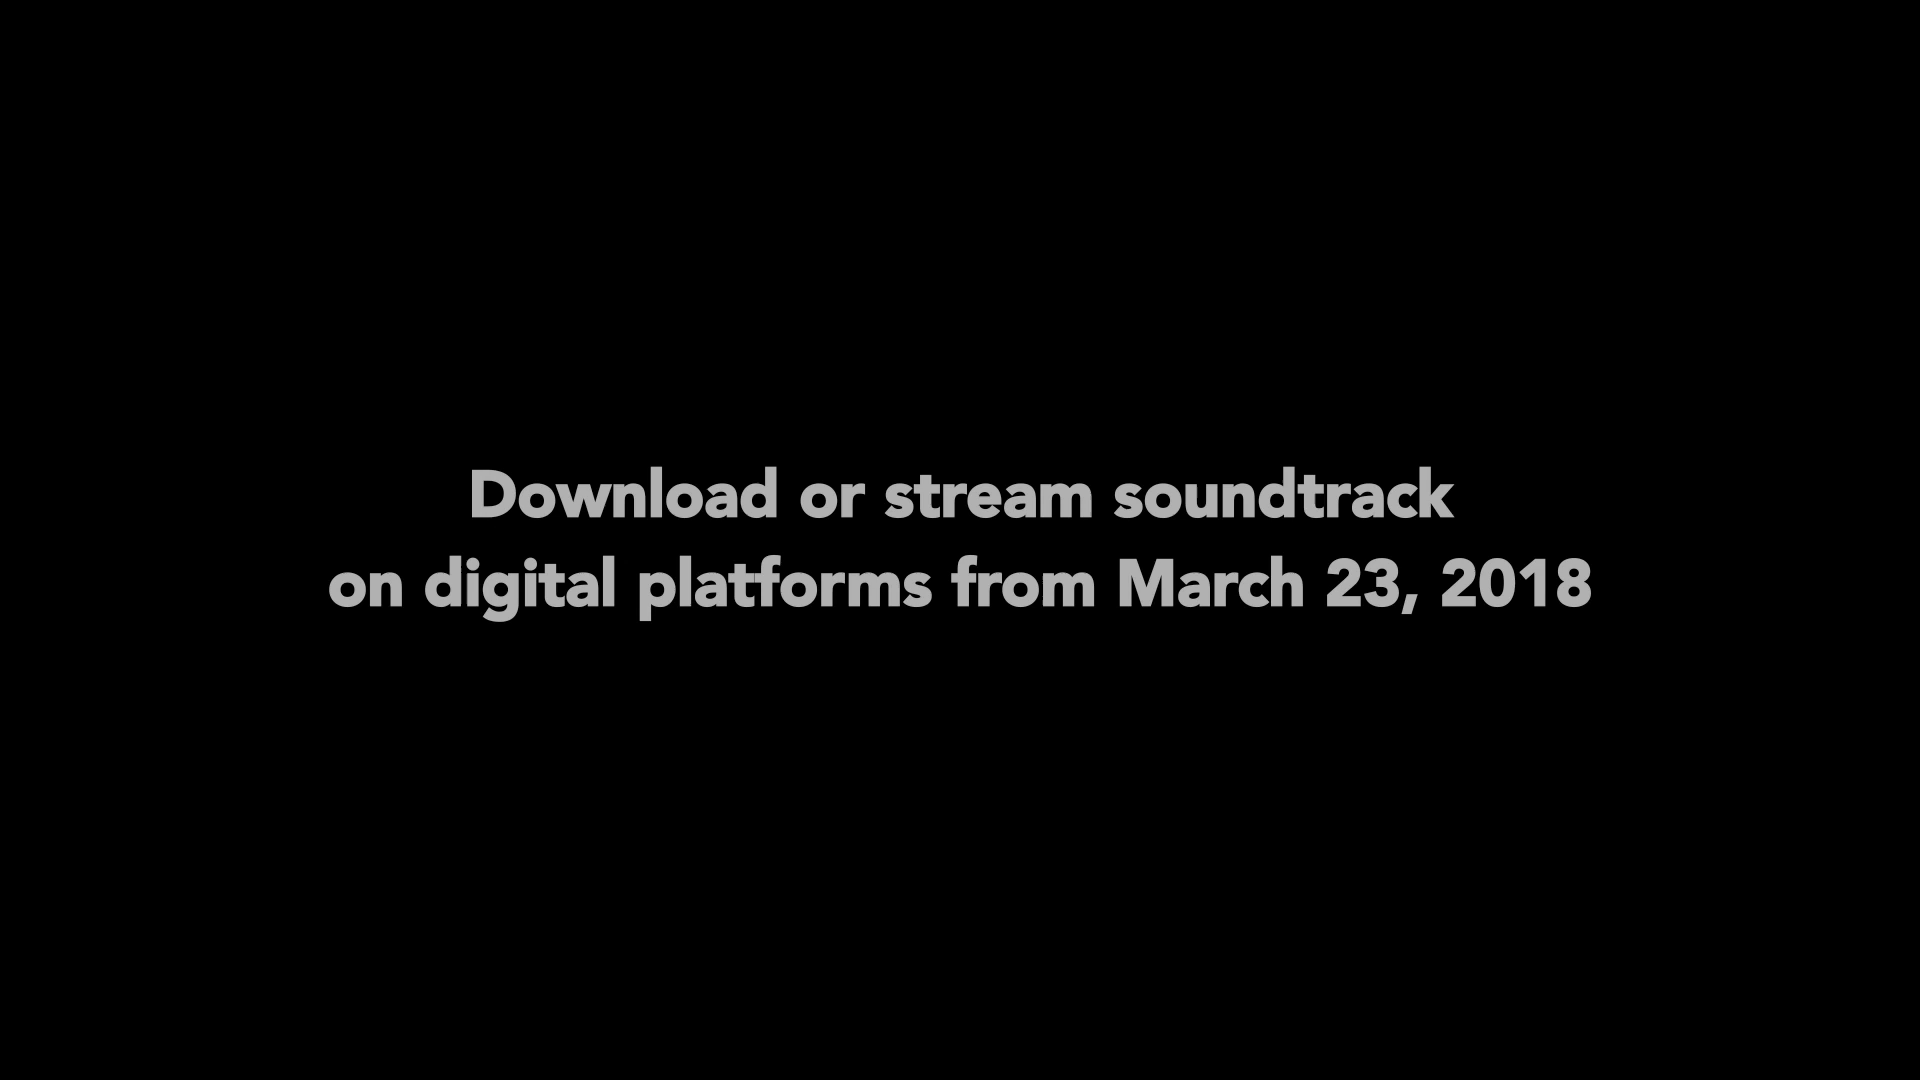 Download or stream soundtrack
on digital platforms from March 23, 2018